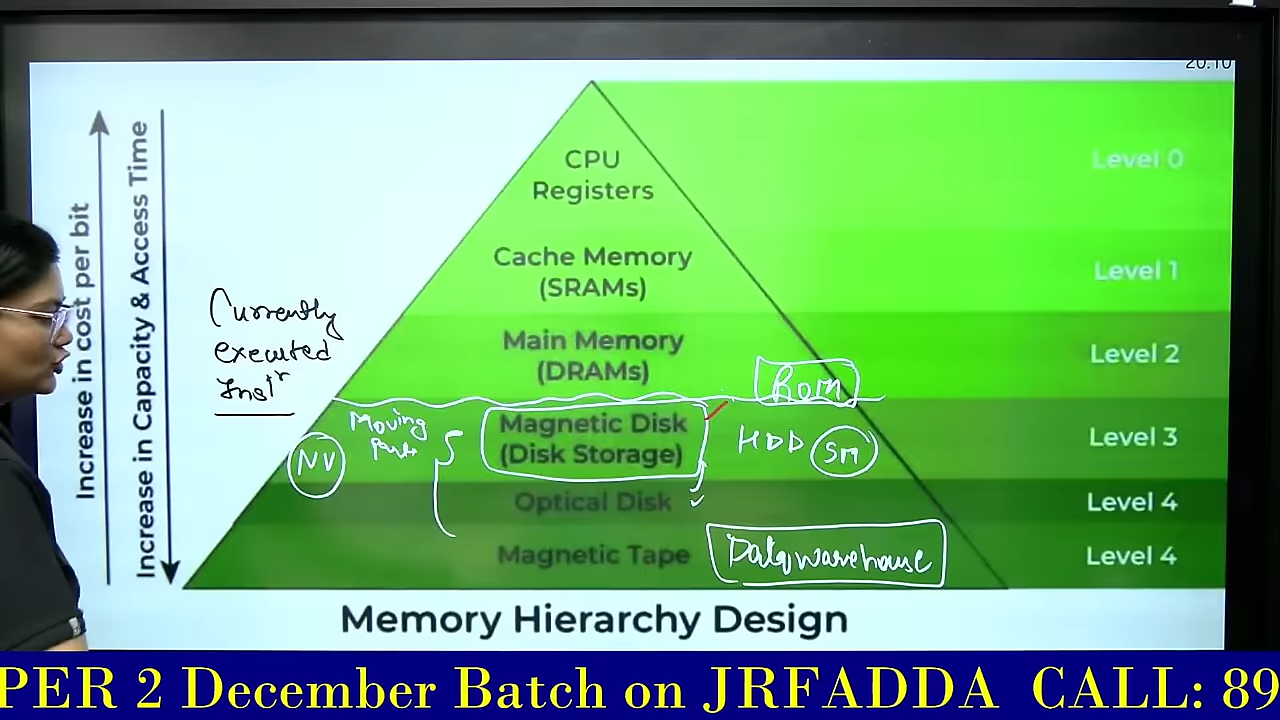 20:10
CPU
Registers
Level 0
Cache Memory
(SRAMs)
Level 1
Main Memory
(DRAMs)
Level 2
Magnetic Disk
(Disk Storage)
Level 3
Optical Disk
Level 4
Magnetic Tape
Level 4
Increase in cost per bit
Increase in Capacity & Access Time
Currently
executed
Instr
ROM
Moving
Parts
NV
HDD
SM
Datawarehouse
Memory Hierarchy Design
PER 2 December Batch on JRFADDA CALL: 89